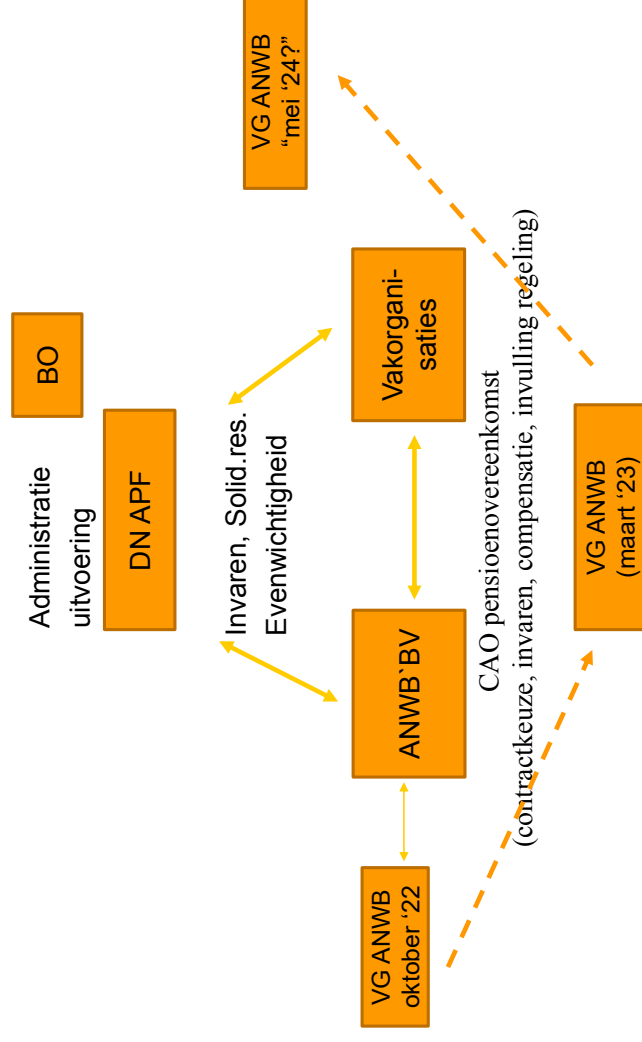 BO
Administratie
uitvoering
DN APF
VG ANWB
“mei ‘24?”
Invaren, Solid.res.
Evenwichtigheid
VG ANWB
oktober ‘22
ANWB`BV
Vakorgani-
saties
CAO pensioenovereenkomst
(contractkeuze, invaren, compensatie, invulling regeling)
VG ANWB
(maart ‘23)